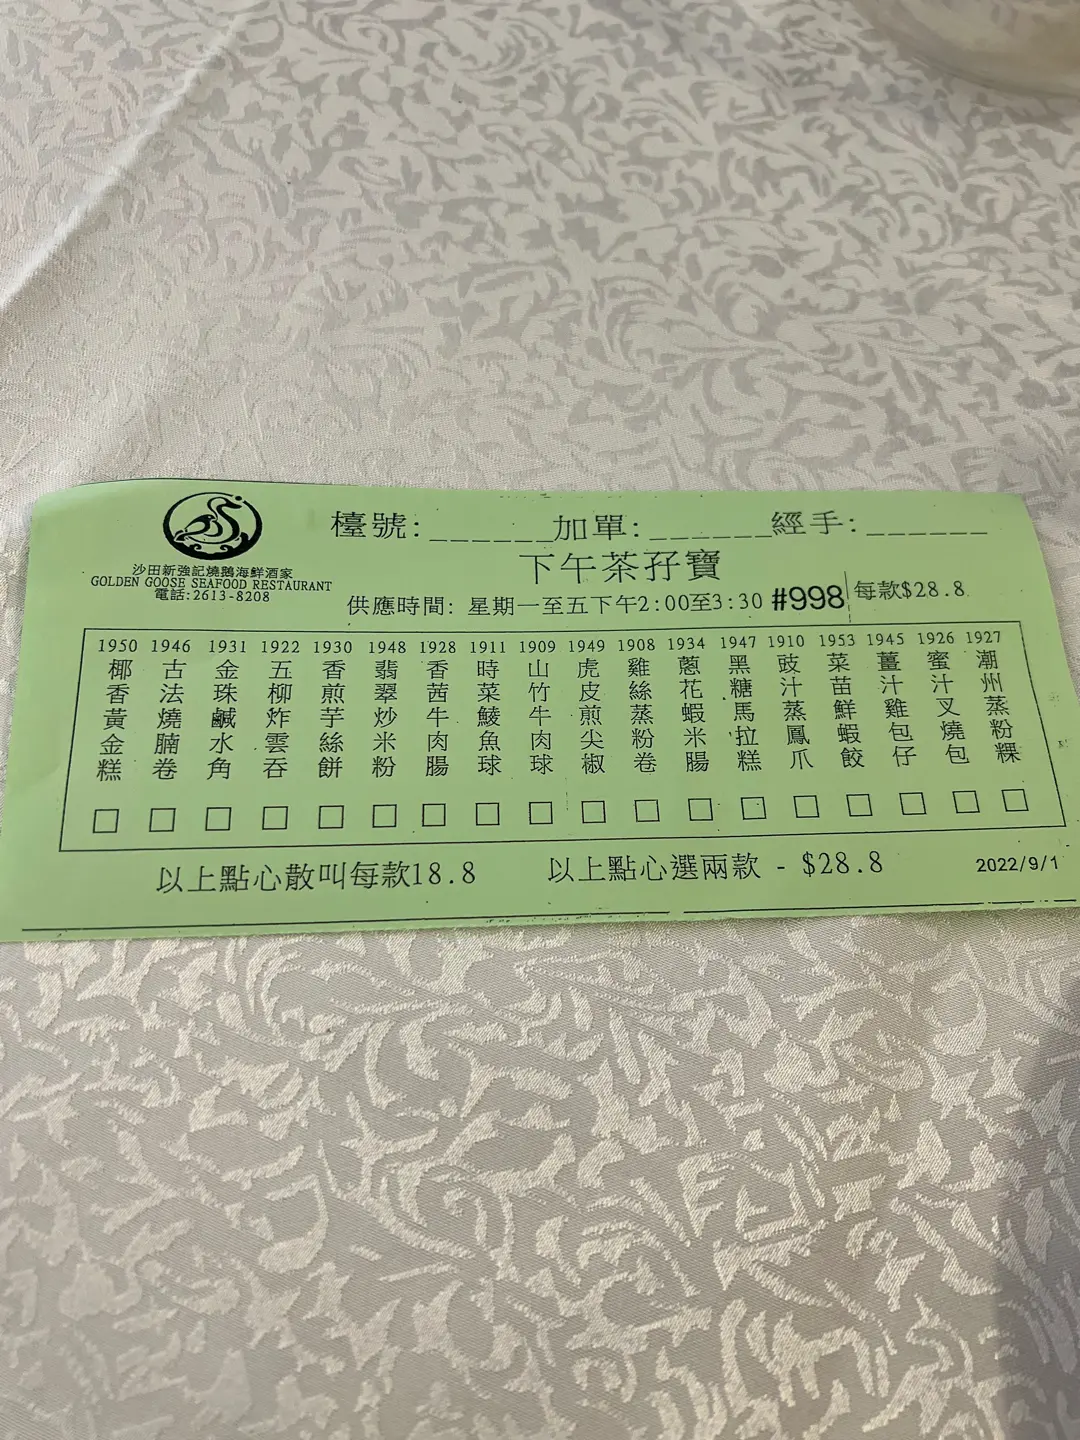 檯號:______加單:______經手:______
沙田新強記燒鵝海鮮酒家
GOLDEN GOOSE SEAFOOD RESTAURANT
電話:2613-8208
下午茶孖寶
供應時間: 星期一至五下午2:00至3:30 #998 每款$28.8
1950 椰香黃金糕
1946 古法燒腩卷
1931 金珠鹹水角
1922 五柳炸雲吞
1930 香煎芋絲餅
1948 翡翠炒米粉
1928 香茜牛肉腸
1911 時菜鯪魚球
1909 山竹牛肉球
1949 虎皮煎尖椒
1908 雞絲蒸粉卷
1934 蔥花蝦米腸
1947 黑糖馬拉糕
1910 豉汁蒸鳳爪
1953 菜苗鮮蝦餃
1945 薑汁雞包仔
1926 蜜汁叉燒包
1927 潮州蒸粉粿
以上點心散叫每款18.8
以上點心選兩款 - $28.8
2022/9/1